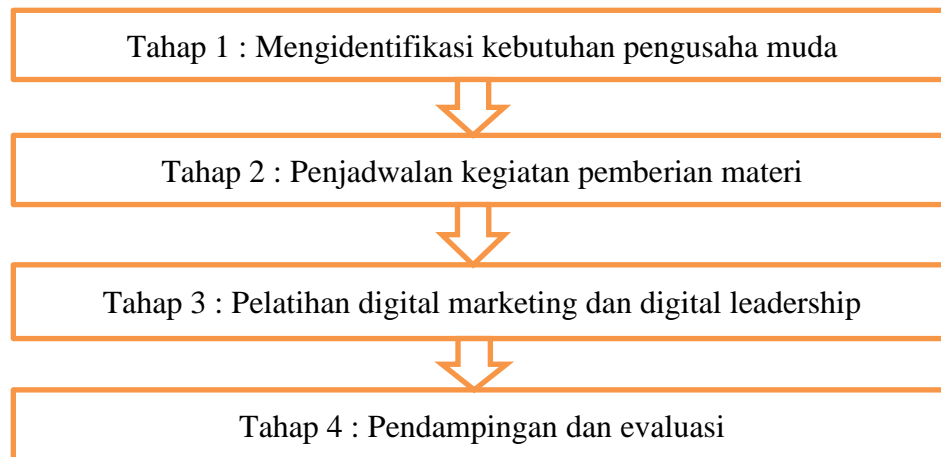 Tahap 1 : Mengidentifikasi kebutuhan pengusaha muda
Tahap 2 : Penjadwalan kegiatan pemberian materi
Tahap 3 : Pelatihan digital marketing dan digital leadership
Tahap 4 : Pendampingan dan evaluasi